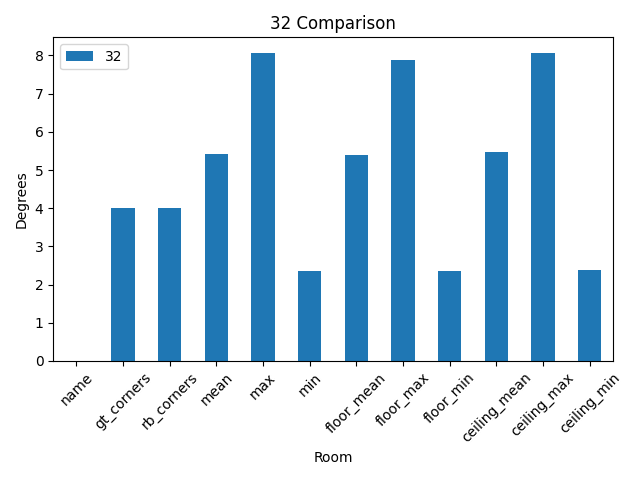 32 Comparison
32
Degrees
8
7
6
5
4
3
2
1
0
name
gt_corners
rb_corners
mean
max
min
floor_mean
floor_max
floor_min
ceiling_mean
ceiling_max
ceiling_min
Room